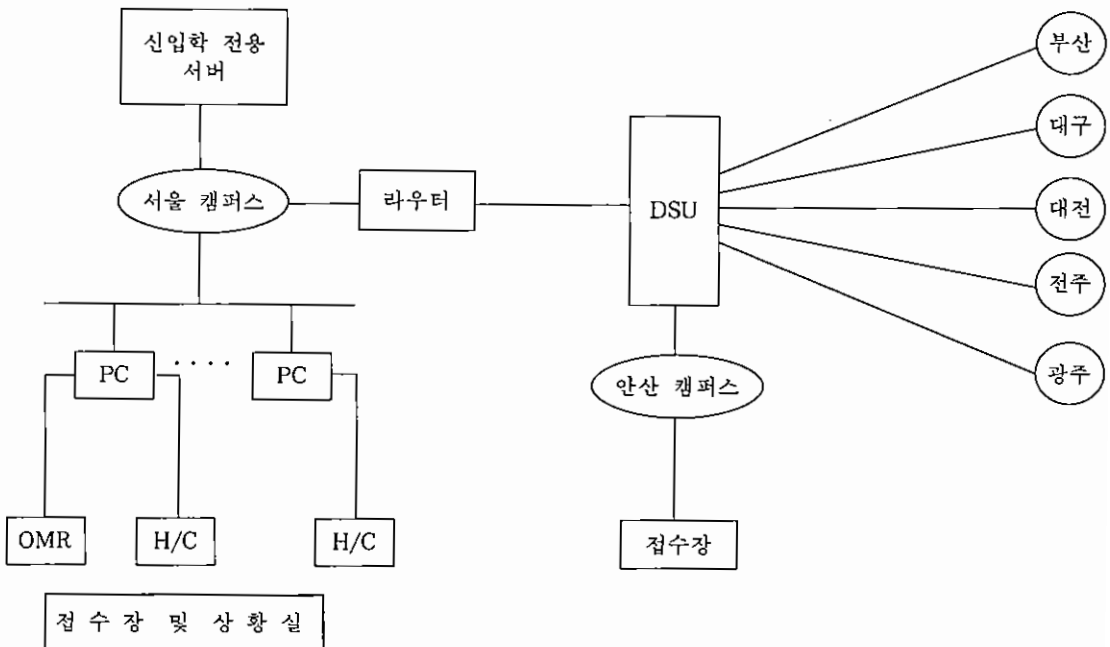 신입학 전용
서버
부산
대구
서울 캠퍼스
라우터
DSU
대전
전주
PC
. . . .
PC
안산 캠퍼스
광주
OMR
H/C
H/C
접수장
접 수 장 및 상 황 실